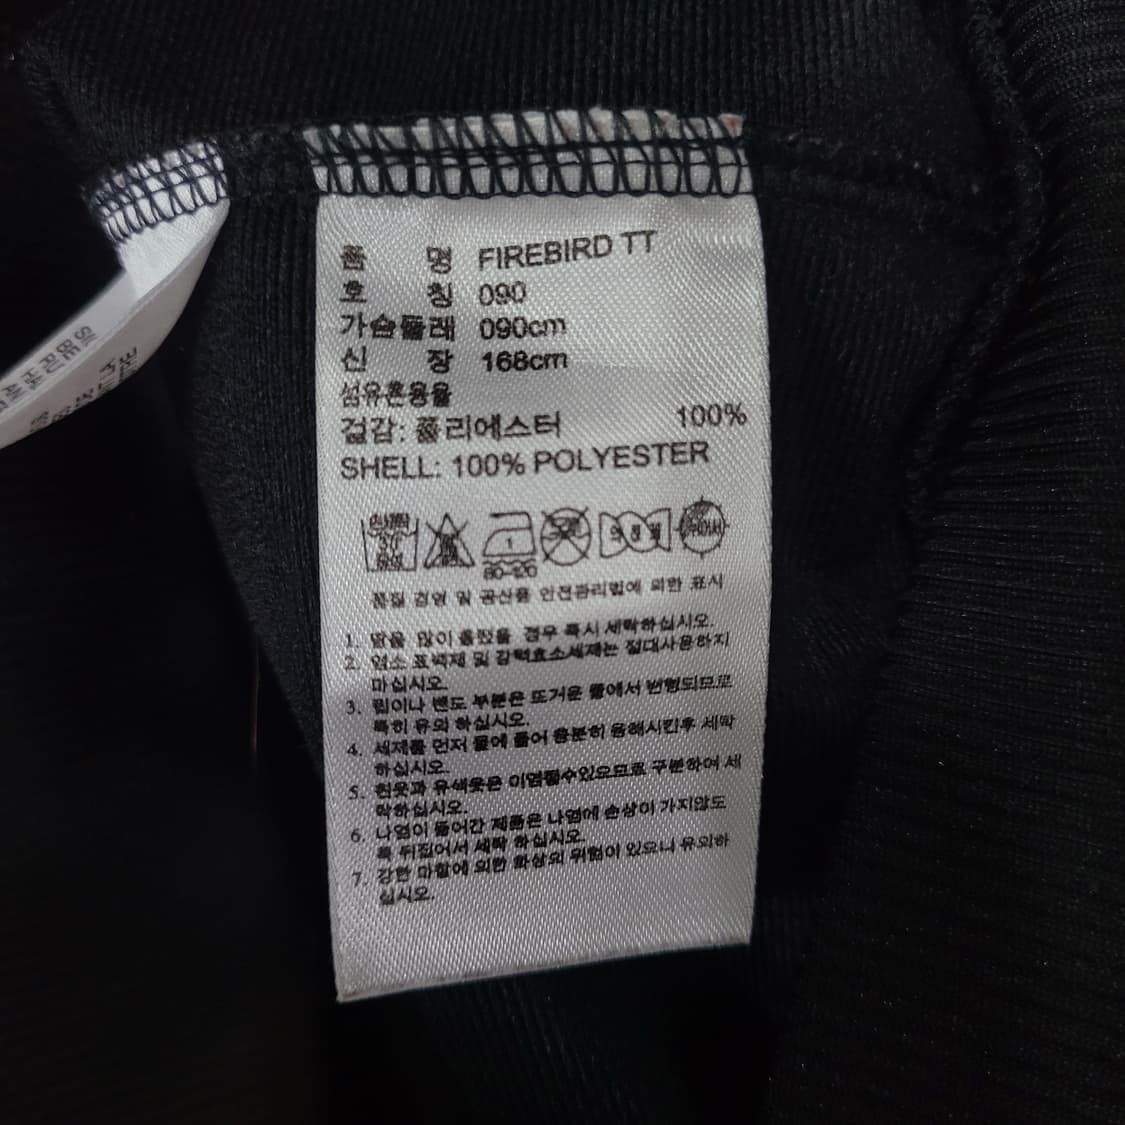 품 명 FIREBIRD TT
호 칭 090
가슴둘레 090cm
신 장 168cm
섬유혼용율
겉감: 폴리에스터 100%
SHELL: 100% POLYESTER
1
80-120
약 하 게
품질 경영 및 공산품 안전관리법에 의한 표시
1. 땀을 많이 흘렸을 경우 즉시 세탁하십시오.
2. 염소 표백제 및 강력효소세제는 절대사용하지
마십시오.
3. 립이나 밴드 부분은 뜨거운 물에서 변형되므로
특히 유의 하십시오.
4. 세제를 먼저 물에 풀어 충분히 용해시킨후 세탁
하십시오.
5. 흰옷과 유색옷은 이염될수있으므로 구분하여 세
탁하십시오.
6. 나염이 들어간 제품은 나염에 손상이 가지않도
록 뒤집어서 세탁 하십시오.
7. 강한 마찰에 의한 화상의 위험이 있으니 유의하
십시오.